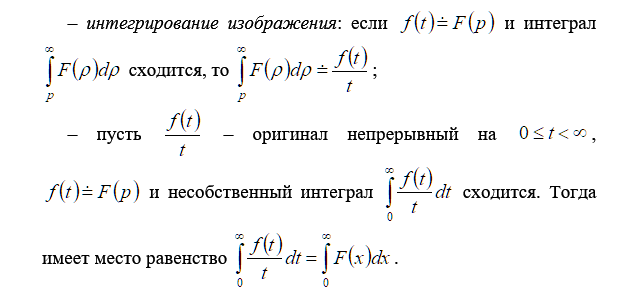 – интегрирование изображения: если f(t) ≓ F(p) и интеграл
∫_p^∞ F(ρ)dρ сходится, то ∫_p^∞ F(ρ)dρ ≓ f(t)/t ;
– пусть f(t)/t – оригинал непрерывный на 0 ≤ t < ∞ ,
f(t) ≓ F(p) и несобственный интеграл ∫_0^∞ f(t)/t dt сходится. Тогда
имеет место равенство ∫_0^∞ f(t)/t dt = ∫_0^∞ F(x)dx .